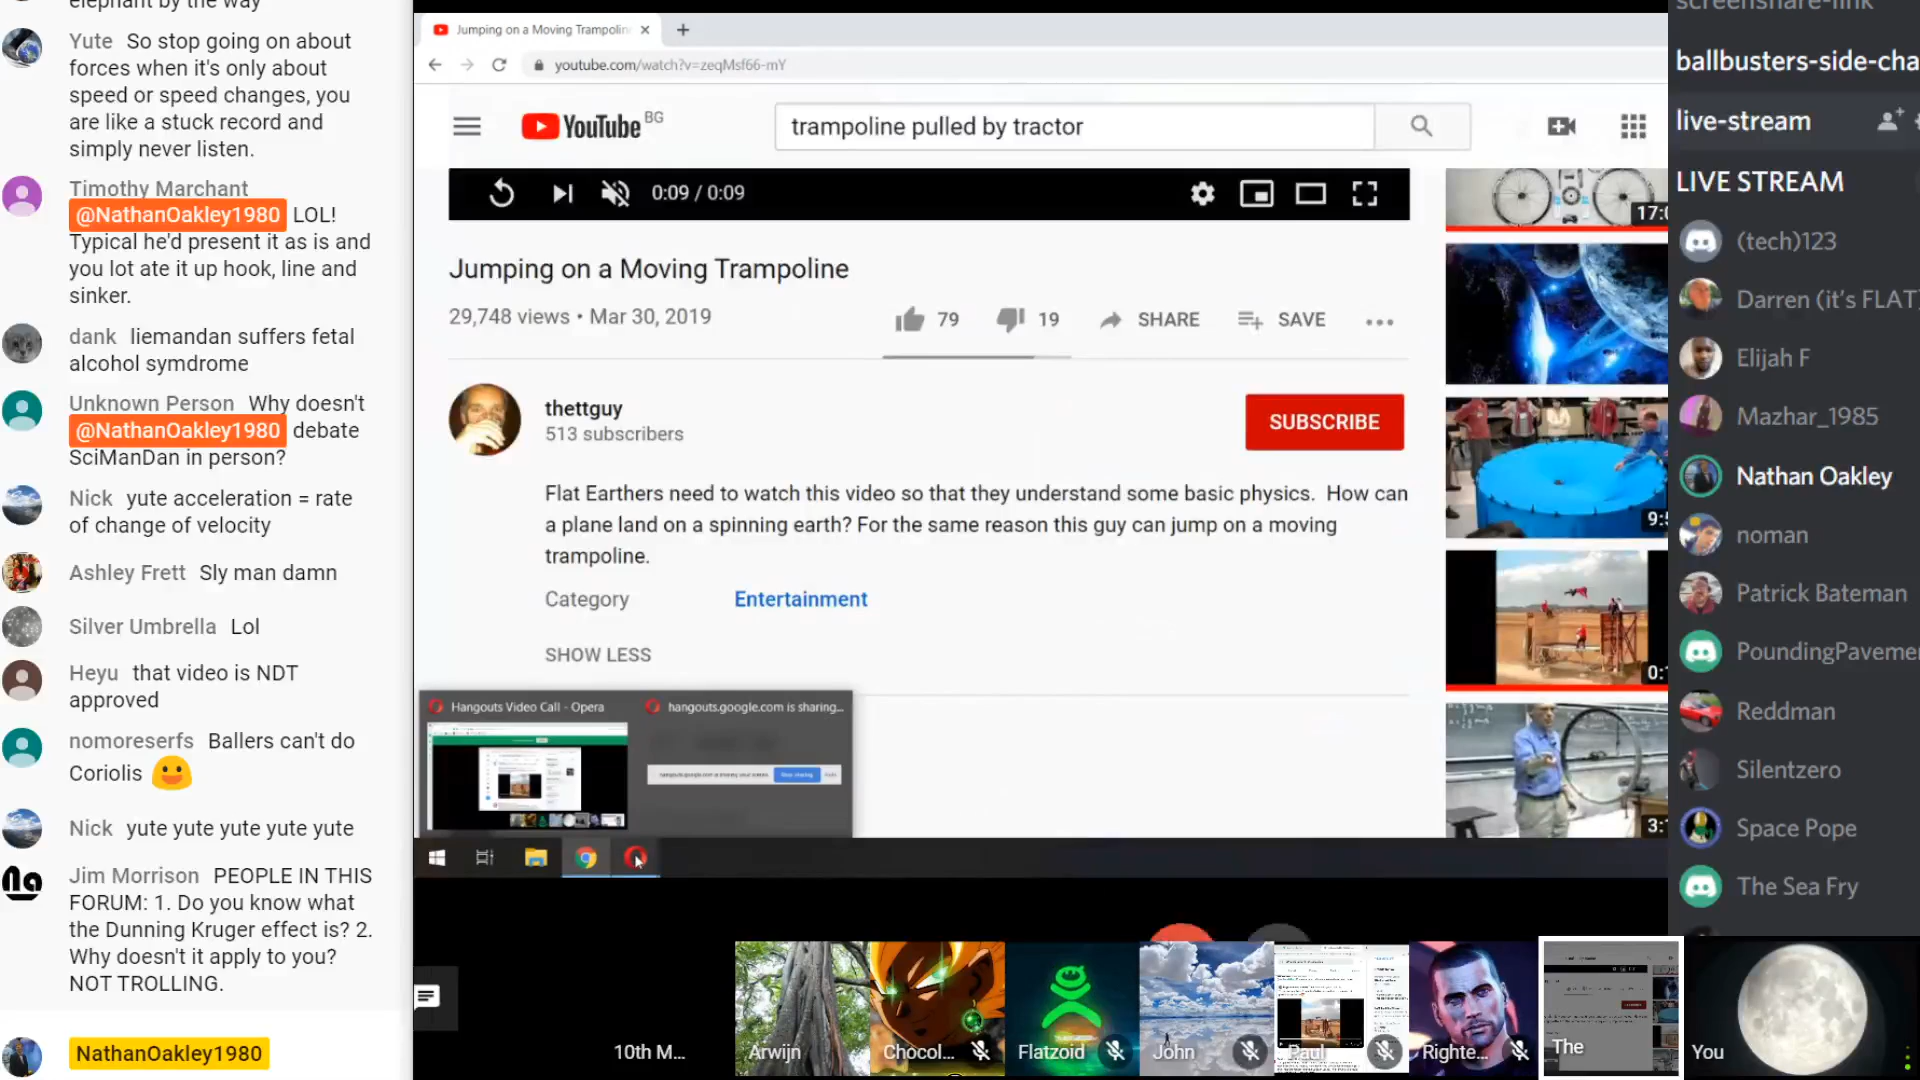 elephant by the way
Yute So stop going on about
forces when it's only about
speed or speed changes, you
are like a stuck record and
simply never listen.
Timothy Marchant
@NathanOakley1980 LOL!
Typical he'd present it as is and
you lot ate it up hook, line and
sinker.
dank liemandan suffers fetal
alcohol symdrome
Unknown Person Why doesn't
@NathanOakley1980 debate
SciManDan in person?
Nick yute acceleration = rate
of change of velocity
Ashley Frett Sly man damn
Silver Umbrella Lol
Heyu that video is NDT
approved
nomoreserfs Ballers can't do
Coriolis
Nick yute yute yute yute yute
Jim Morrison PEOPLE IN THIS
FORUM: 1. Do you know what
the Dunning Kruger effect is? 2.
Why doesn't it apply to you?
NOT TROLLING.
NathanOakley1980
Jumping on a Moving Trampolin
youtube.com/watch?v=zeqMsf66-mY
YouTube BG
trampoline pulled by tractor
0:09 / 0:09
Jumping on a Moving Trampoline
29,748 views • Mar 30, 2019
79 19 SHARE SAVE
thettguy
513 subscribers
SUBSCRIBE
Flat Earthers need to watch this video so that they understand some basic physics. How can
a plane land on a spinning earth? For the same reason this guy can jump on a moving
trampoline.
Category Entertainment
SHOW LESS
17:0
9:5
0:1
3:
Hangouts Video Call - Opera
hangouts.google.com is sharing...
10th M...
Arwijn
Chocol...
Flatzoid
John
Paul
Righte...
The
You
screenshare-link
ballbusters-side-cha
live-stream
LIVE STREAM
(tech)123
Darren (it's FLAT
Elijah F
Mazhar_1985
Nathan Oakley
noman
Patrick Bateman
PoundingPaveme
Reddman
Silentzero
Space Pope
The Sea Fry